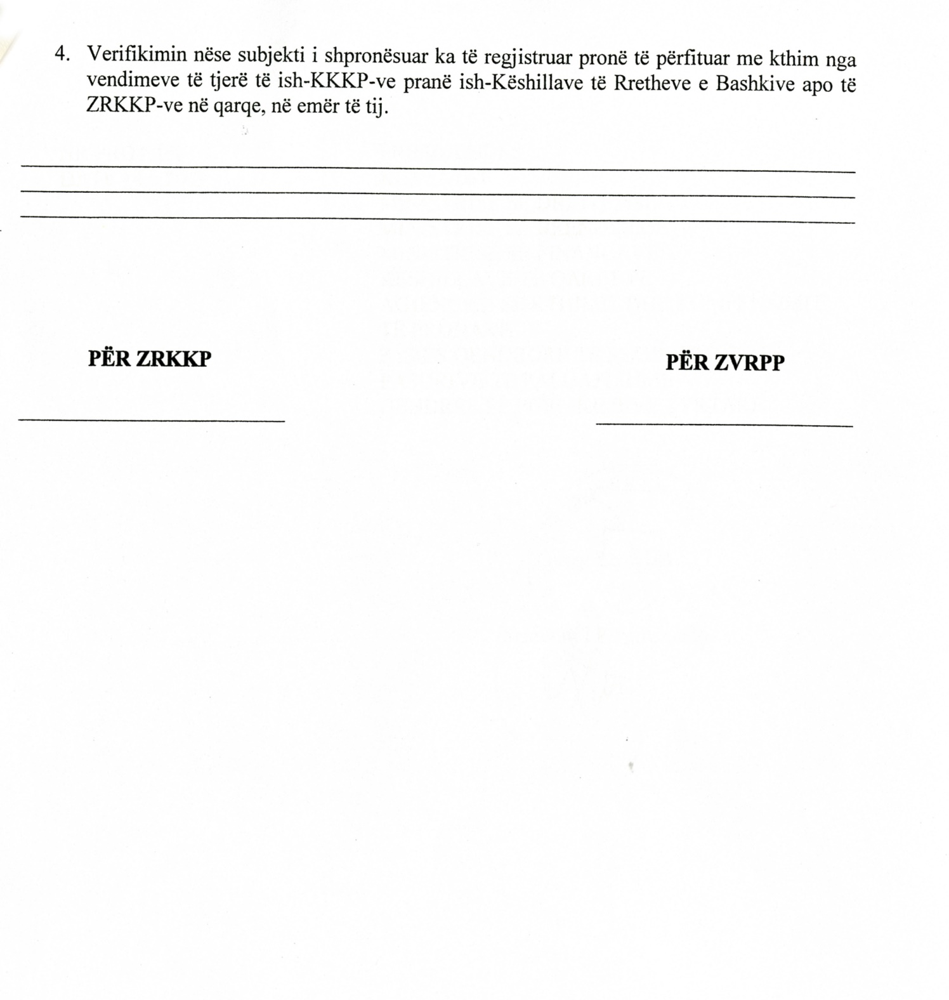 4. Verifikimin nëse subjekti i shpronësuar ka të regjistruar pronë të përfituar me kthim nga
vendimeve të tjerë të ish-KKKP-ve pranë ish-Këshillave të Rretheve e Bashkive apo të
ZRKKP-ve në qarqe, në emër të tij.
PËR ZRKKP
PËR ZVRPP